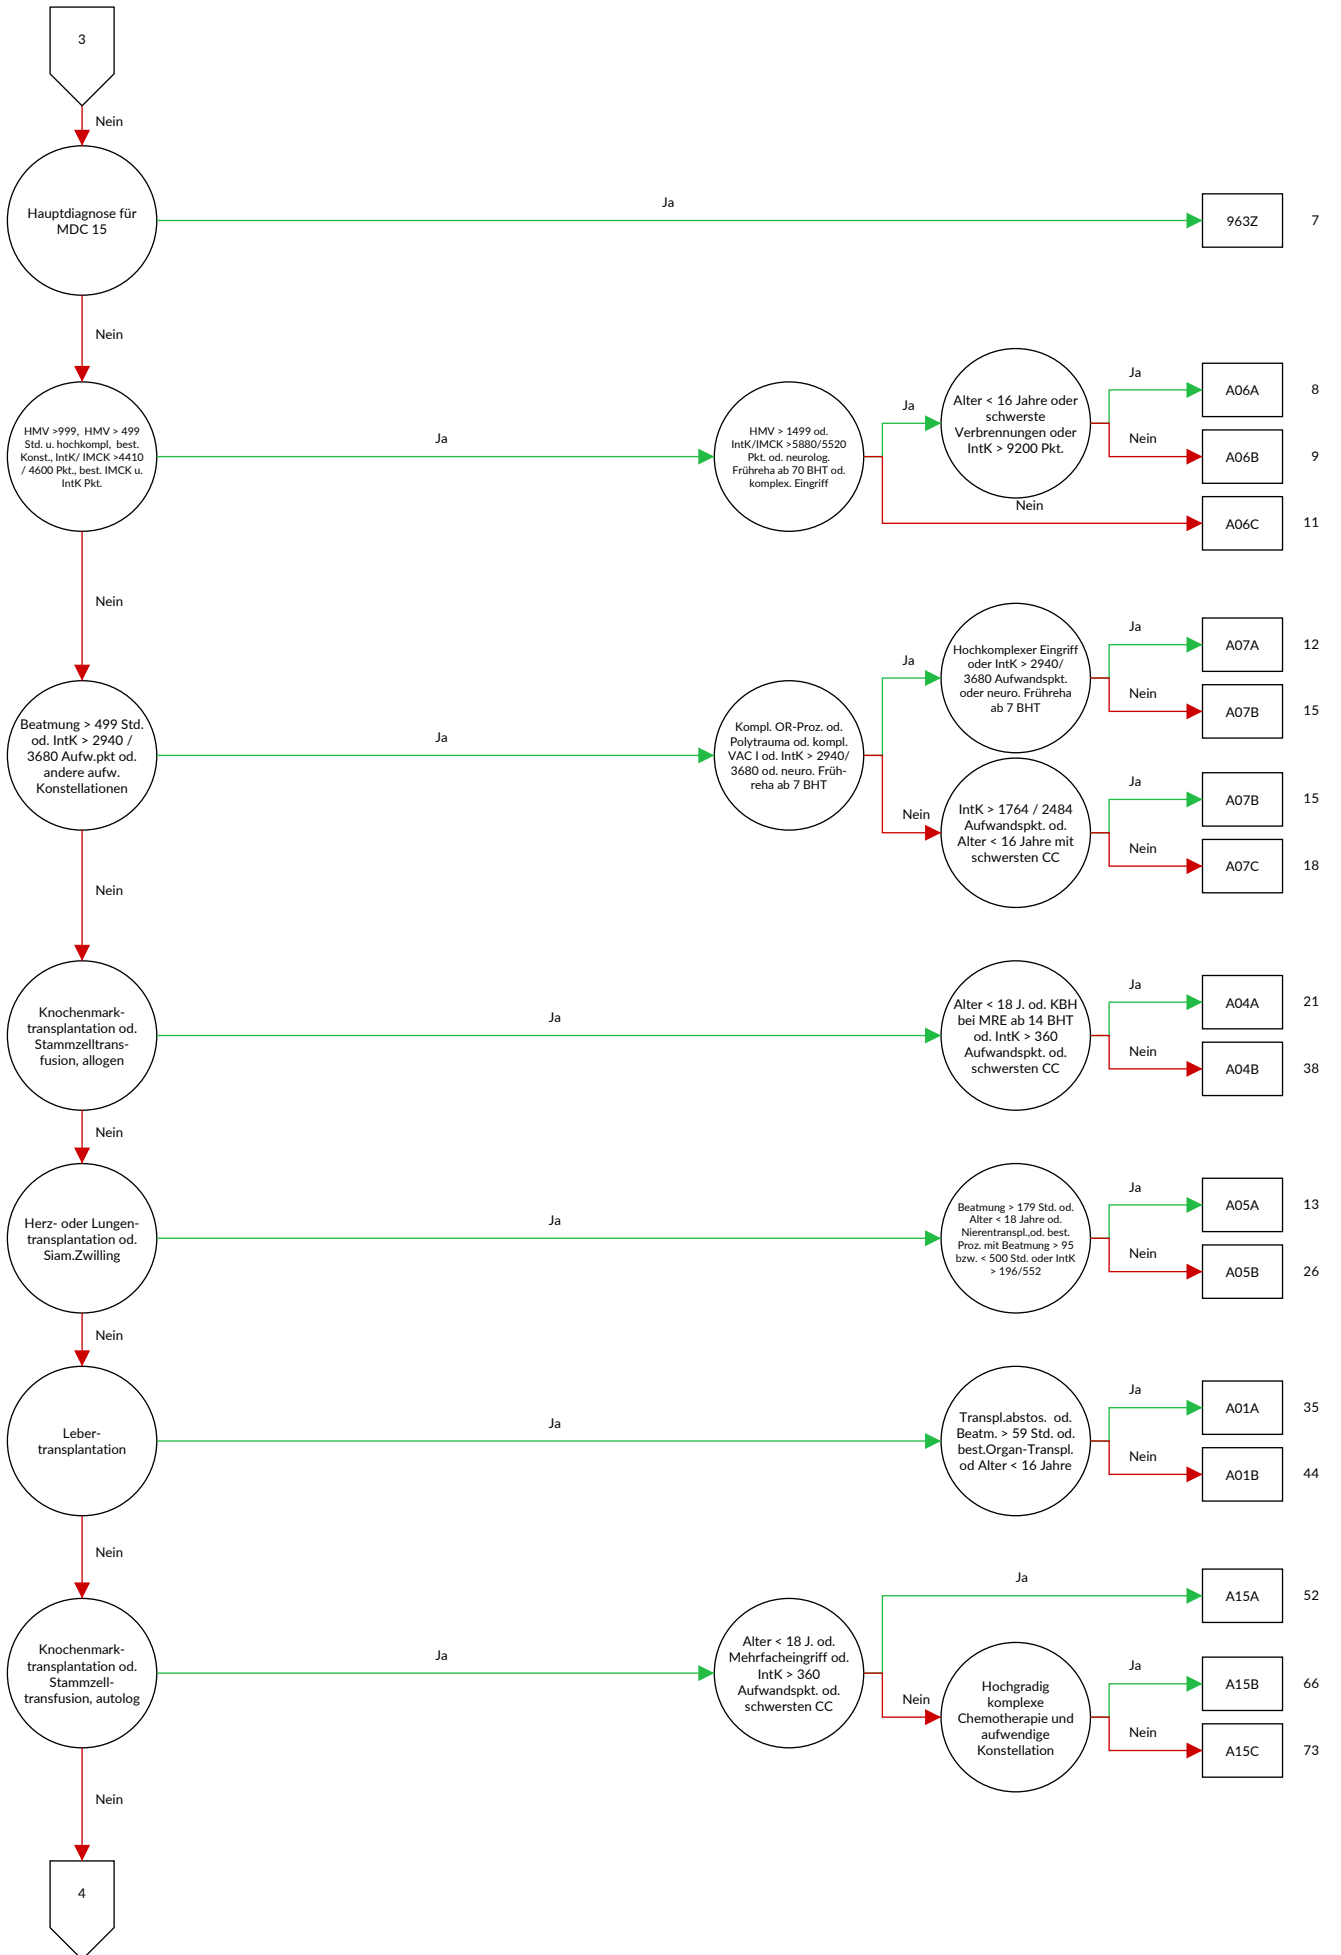 3
Nein
Hauptdiagnose für
MDC 15
Ja
963Z
7
Nein
HMV >999, HMV > 499
Std. u. hochkompl, best.
Konst., IntK/ IMCK >4410
/ 4600 Pkt., best. IMCK u.
IntK Pkt.
Ja
HMV > 1499 od.
IntK/IMCK >5880/5520
Pkt. od. neurolog.
Frühreha ab 70 BHT od.
komplex. Eingriff
Ja
Alter < 16 Jahre oder
schwerste
Verbrennungen oder
IntK > 9200 Pkt.
Ja
A06A
8
Nein
A06B
9
Nein
A06C
11
Nein
Beatmung > 499 Std.
od. IntK > 2940 /
3680 Aufw.pkt od.
andere aufw.
Konstellationen
Ja
Kompl. OR-Proz. od.
Polytrauma od. kompl.
VAC I od. IntK > 2940/
3680 od. neuro. Früh-
reha ab 7 BHT
Ja
Hochkomplexer Eingriff
oder IntK > 2940/
3680 Aufwandspkt.
oder neuro. Frühreha
ab 7 BHT
Ja
A07A
12
Nein
A07B
15
Nein
IntK > 1764 / 2484
Aufwandspkt. od.
Alter < 16 Jahre mit
schwersten CC
Ja
A07B
15
Nein
A07C
18
Nein
Knochenmark-
transplantation od.
Stammzelltrans-
fusion, allogen
Ja
Alter < 18 J. od. KBH
bei MRE ab 14 BHT
od. IntK > 360
Aufwandspkt. od.
schwersten CC
Ja
A04A
21
Nein
A04B
38
Nein
Herz- oder Lungen-
transplantation od.
Siam.Zwilling
Ja
Beatmung > 179 Std. od.
Alter < 18 Jahre od.
Nierentranspl.,od. best.
Proz. mit Beatmung > 95
bzw. < 500 Std. oder IntK
> 196/552
Ja
A05A
13
Nein
A05B
26
Nein
Leber-
transplantation
Ja
Transpl.abstos. od.
Beatm. > 59 Std. od.
best.Organ-Transpl.
od Alter < 16 Jahre
Ja
A01A
35
Nein
A01B
44
Nein
Knochenmark-
transplantation od.
Stammzell-
transfusion, autolog
Ja
Alter < 18 J. od.
Mehrfacheingriff od.
IntK > 360
Aufwandspkt. od.
schwersten CC
Ja
A15A
52
Nein
Hochgradig
komplexe
Chemotherapie und
aufwendige
Konstellation
Ja
A15B
66
Nein
A15C
73
Nein
4